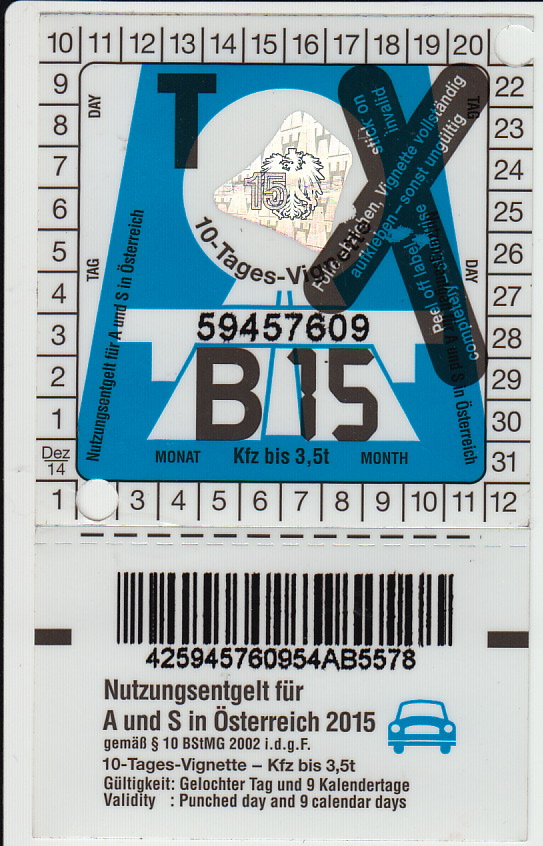 10 11 12 13 14 15 16 17 18 19 20
9 22
8 23
7 24
6 25
5 26
4 27
3 28
2 29
1 30
Dez
14 31
1 3 4 5 6 7 8 9 10 11 12
DAY
TAG
TAG
DAY
T
15
10-Tages-Vignette
stick on
invalid
Folie abziehen, Vignette vollständig
aufkleben – sonst ungültig
Peel off label
completely
Nutzungsentgelt für A und S in Österreich
A und S in Österreich
59457609
B 15
MONAT Kfz bis 3,5t MONTH
425945760954AB5578
Nutzungsentgelt für
A und S in Österreich 2015
gemäß § 10 BStMG 2002 i.d.g.F.
10-Tages-Vignette – Kfz bis 3,5t
Gültigkeit: Gelochter Tag und 9 Kalendertage
Validity : Punched day and 9 calendar days